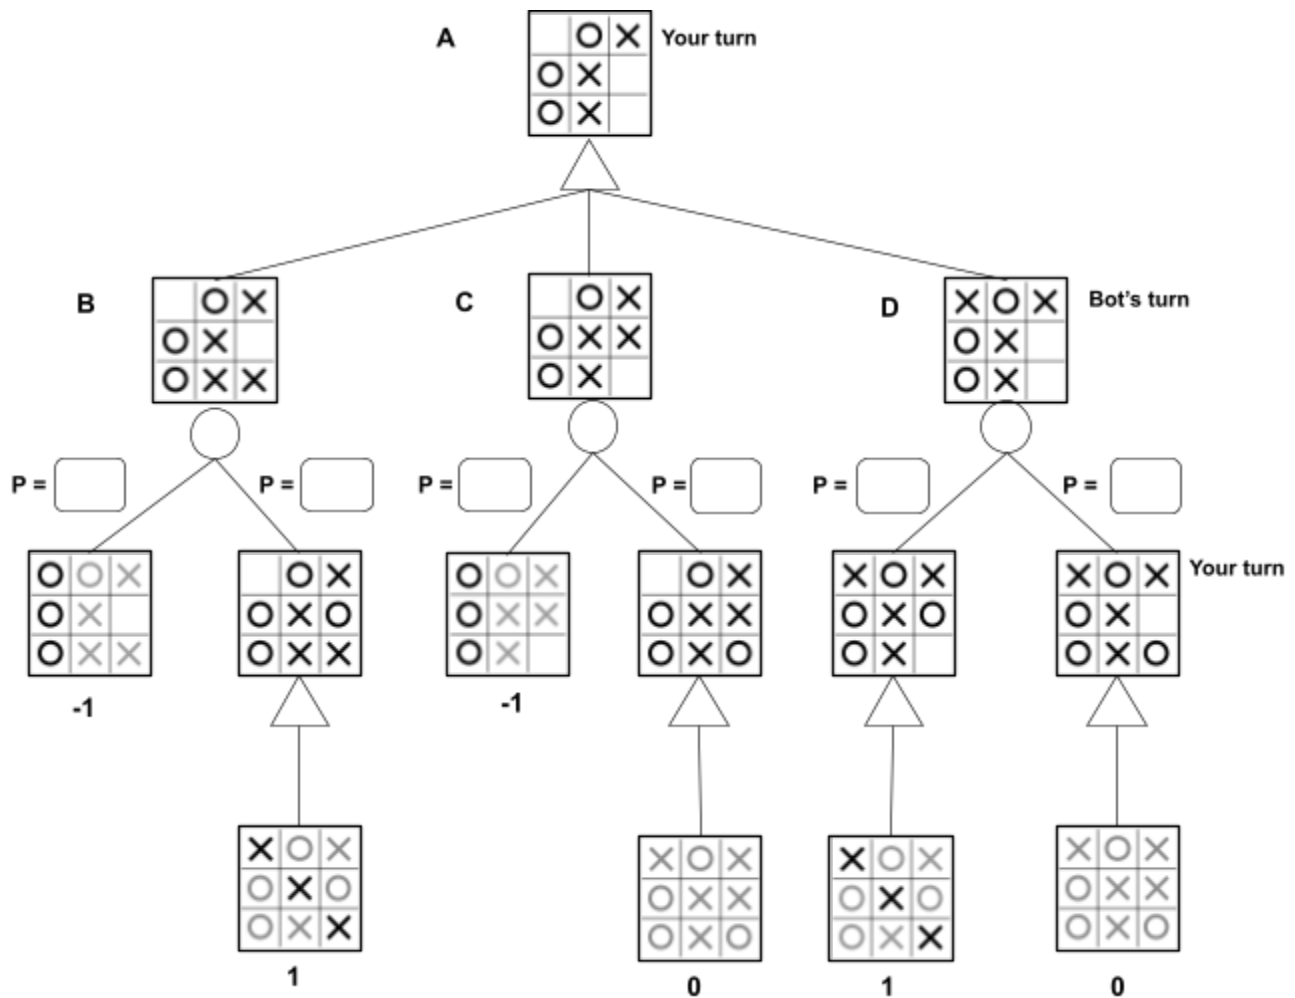 A
O X Your turn
O X
O X
B
O X
O X
O X X
C
O X
O X X
O X
D
X O X Bot's turn
O X
O X
P =
P =
P =
P =
P =
P =
O O X
O X
O X X
O X
O X O
O X X
O O X
O X X
O X
O X
O X X
O X O
X O X
O X O
O X
X O X Your turn
O X
O X O
-1
-1
X O X
O X O
O X X
X O X
O X X
O X O
X O X
O X O
O X X
X O X
O X X
O X O
1
0
1
0